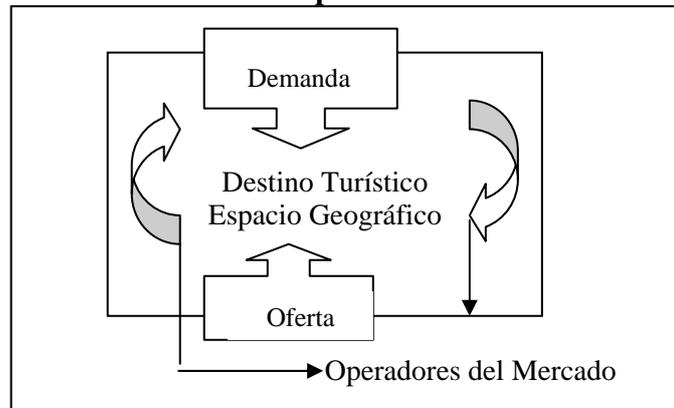 Demanda
Destino Turístico
Espacio Geográfico
Oferta
Operadores del Mercado